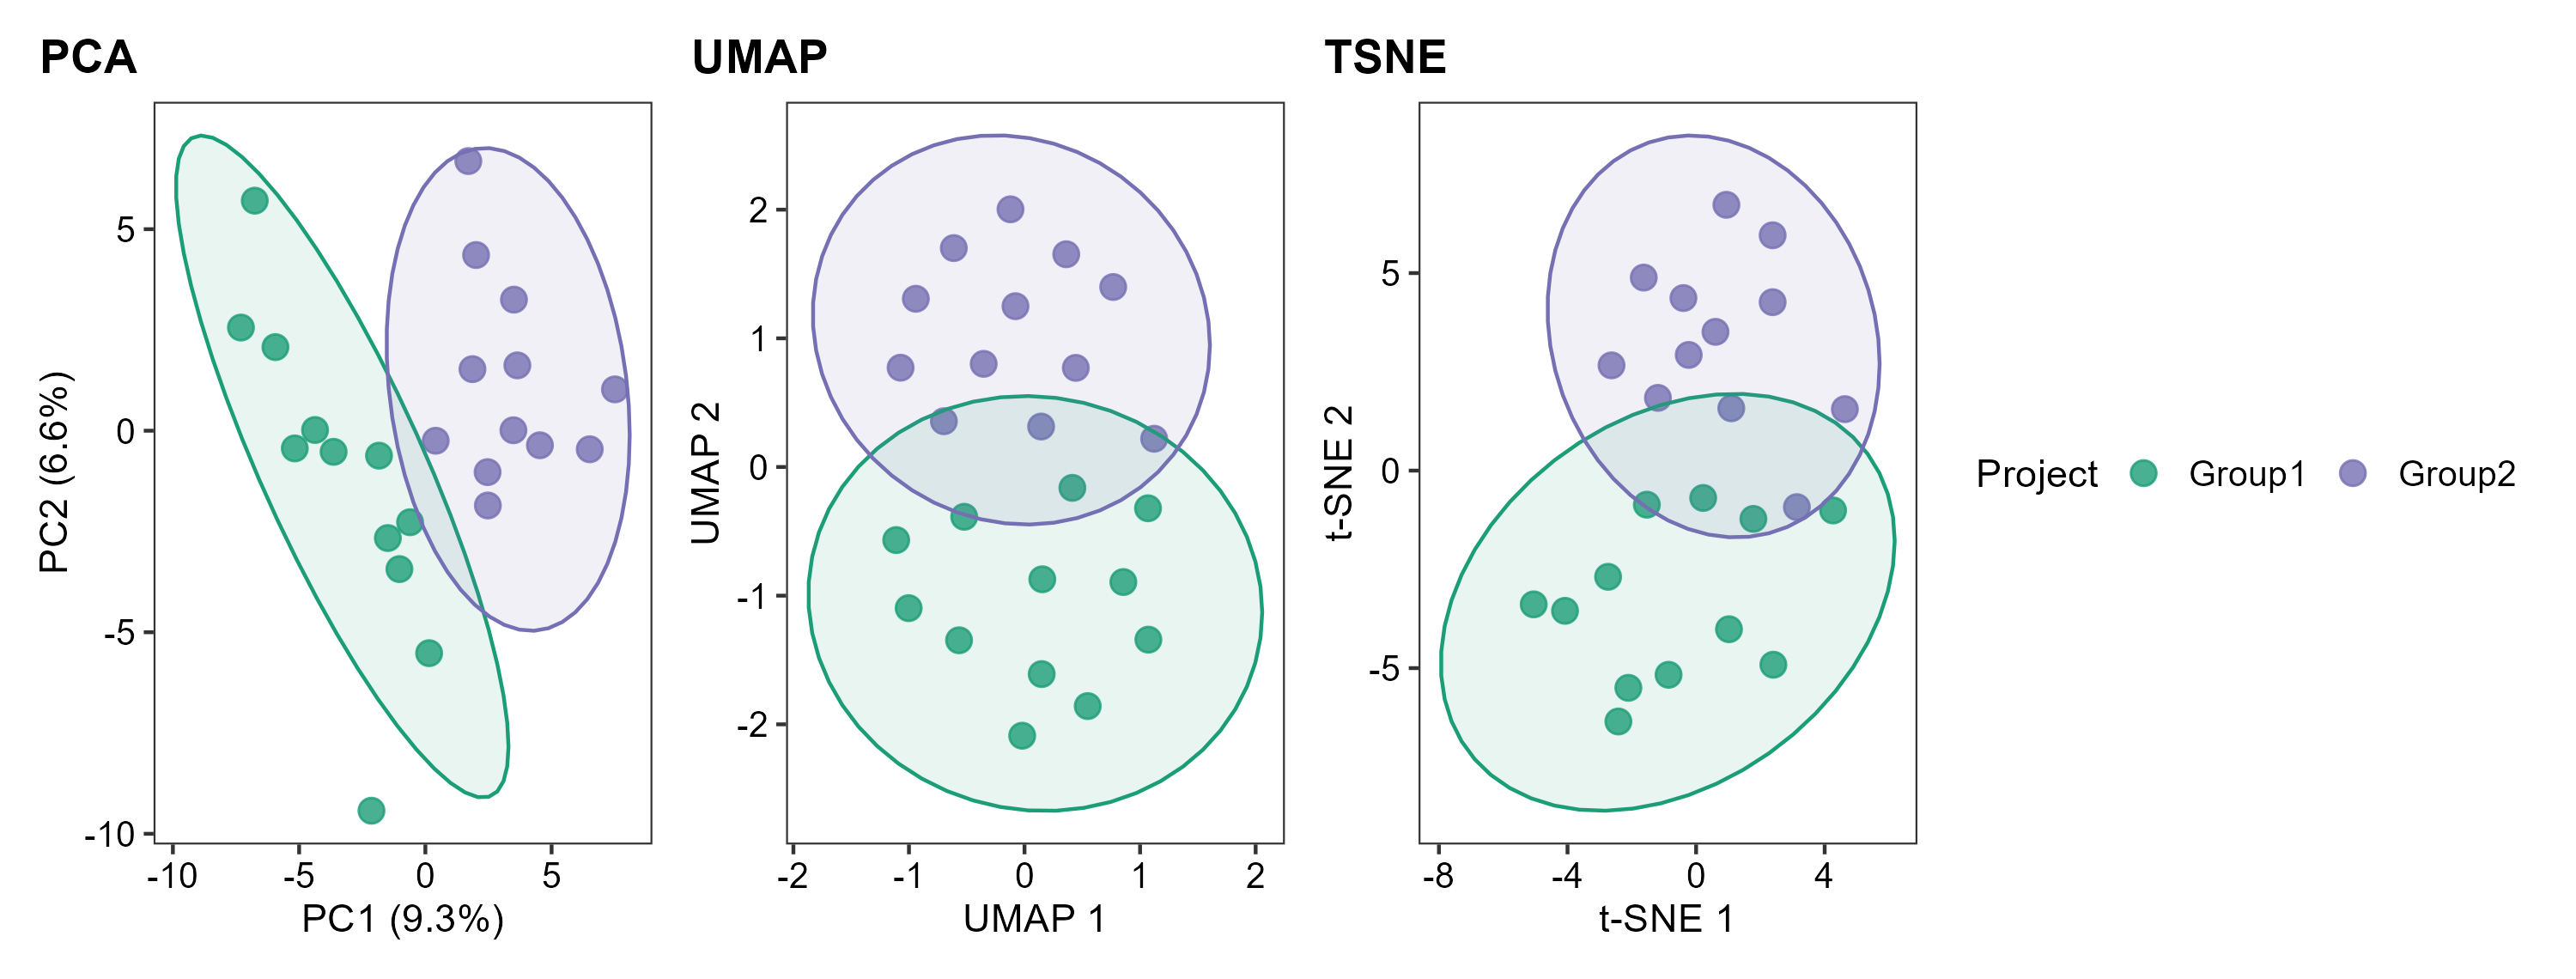 PCA
5
0
-5
-10
-10 -5 0 5
PC1 (9.3%)
PC2 (6.6%)
UMAP
2
1
0
-1
-2
-2 -1 0 1 2
UMAP 1
UMAP 2
TSNE
5
0
-5
-8 -4 0 4
t-SNE 1
t-SNE 2
Project Group1 Group2